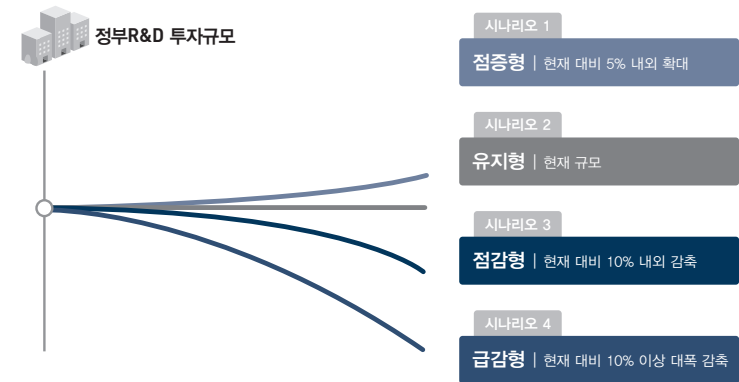 정부R&D 투자규모
시나리오 1
점증형 | 현재 대비 5% 내외 확대
시나리오 2
유지형 | 현재 규모
시나리오 3
점감형 | 현재 대비 10% 내외 감축
시나리오 4
급감형 | 현재 대비 10% 이상 대폭 감축